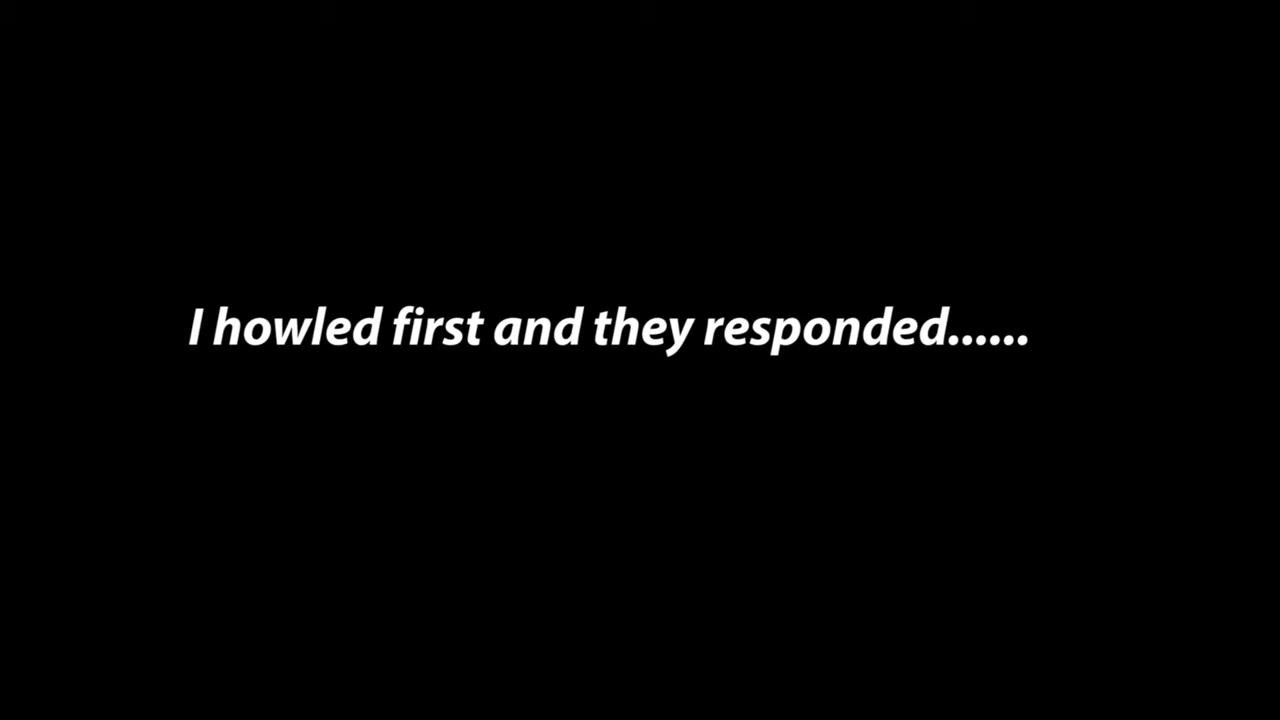 I howled first and they responded......